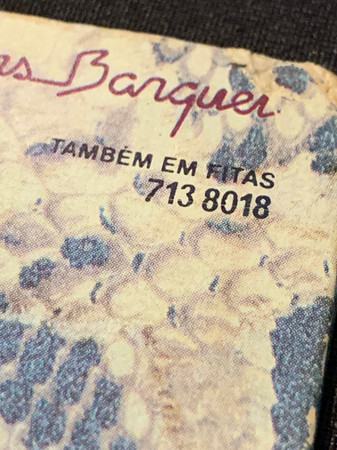 Barquei
TAMBÉM EM FITAS
713 8018